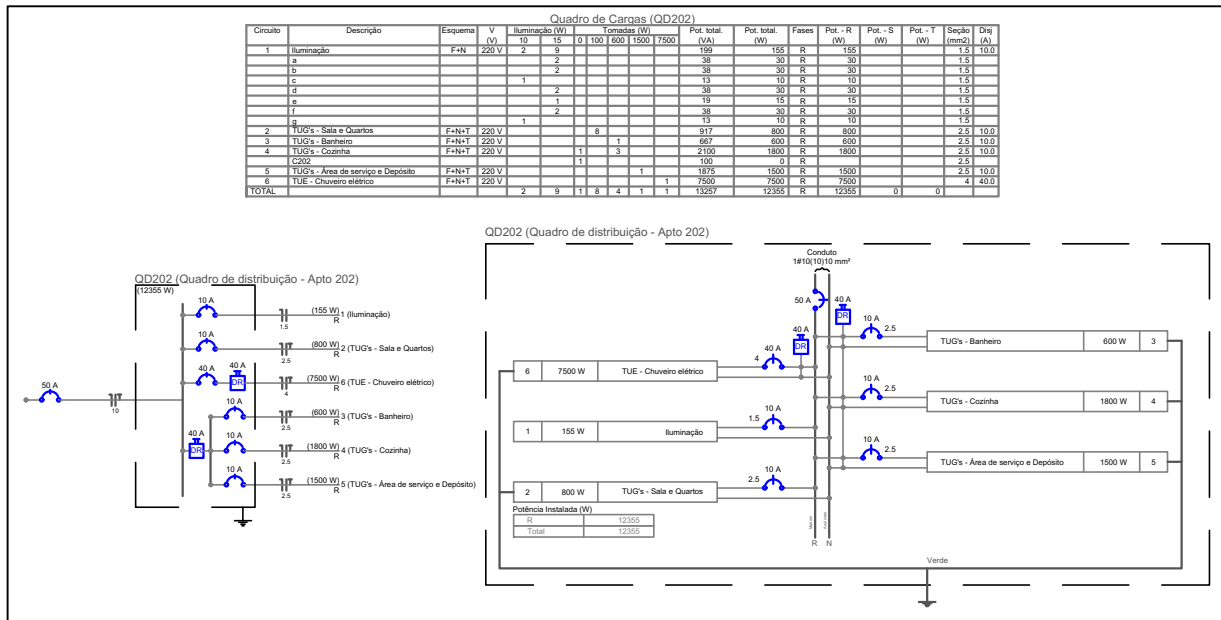 Quadro de Cargas (QD202)
Circuito Descrição Esquema V (V) Iluminação (W) Tomadas (W) Pot. total. (VA) Pot. total. (W) Fases Pot. - R (W) Pot. - S (W) Pot. - T (W) Seção (mm2) Disj (A)
10 15 0 100 600 1500 7500
1 Iluminação F+N 220 V 2 9 199 155 R 155 1.5 10.0
a 2 38 30 R 30 1.5
b 2 38 30 R 30 1.5
c 1 13 10 R 10 1.5
d 2 38 30 R 30 1.5
e 1 19 15 R 15 1.5
f 2 38 30 R 30 1.5
g 1 13 10 R 10 1.5
2 TUG's - Sala e Quartos F+N+T 220 V 8 917 800 R 800 2.5 10.0
3 TUG's - Banheiro F+N+T 220 V 1 667 600 R 600 2.5 10.0
4 TUG's - Cozinha F+N+T 220 V 1 3 2100 1800 R 1800 2.5 10.0
C202 1 100 0 R 2.5
5 TUG's - Área de serviço e Depósito F+N+T 220 V 1 1875 1500 R 1500 2.5 10.0
6 TUE - Chuveiro elétrico F+N+T 220 V 1 7500 7500 R 7500 4 40.0
TOTAL 2 9 1 8 4 1 1 13257 12355 R 12355 0 0
QD202 (Quadro de distribuição - Apto 202)
(12355 W)
50 A
10
10 A
1.5
(155 W) 1 (Iluminação)
R
10 A
2.5
(800 W) 2 (TUG's - Sala e Quartos)
R
40 A
40 A
DR
4
(7500 W) 6 (TUE - Chuveiro elétrico)
R
10 A
2.5
(600 W) 3 (TUG's - Banheiro)
R
40 A
DR
10 A
2.5
(1800 W) 4 (TUG's - Cozinha)
R
10 A
2.5
(1500 W) 5 (TUG's - Área de serviço e Depósito)
R
QD202 (Quadro de distribuição - Apto 202)
Conduto
1#10(10)10 mm²
50 A
40 A
DR
40 A
DR
6 7500 W TUE - Chuveiro elétrico
4
40 A
1 155 W Iluminação
1.5
10 A
2 800 W TUG's - Sala e Quartos
2.5
10 A
10 A
2.5
TUG's - Banheiro 600 W 3
10 A
2.5
TUG's - Cozinha 1800 W 4
10 A
2.5
TUG's - Área de serviço e Depósito 1500 W 5
Potência Instalada (W)
R 12355
Total 12355
R N
Verde